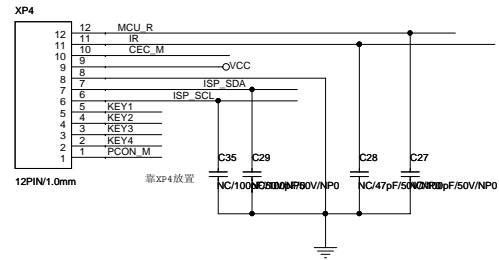 XP4
12 12 MCU_R
11 11 IR
10 10 CEC_M
9 9 VCC
8 8
7 7 ISP_SDA
6 6 ISP_SCL
5 5 KEY1
4 4 KEY2
3 3 KEY3
2 2 KEY4
1 1 PCON_M
12PIN/1.0mm
靠XP4放置
C35 C29 C28 C27
NC/47pF/50V/NP0